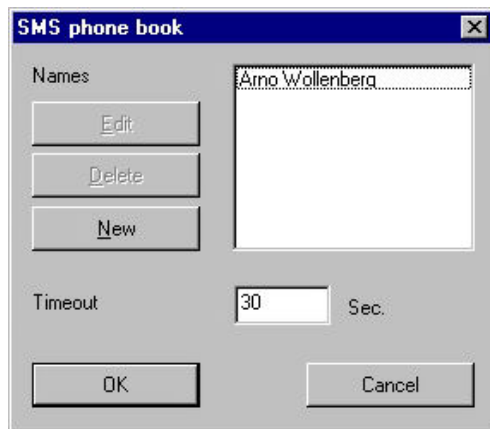 SMS phone book
Names
Arno Wollenberg
Edit
Delete
New
Timeout 30 Sec.
OK Cancel